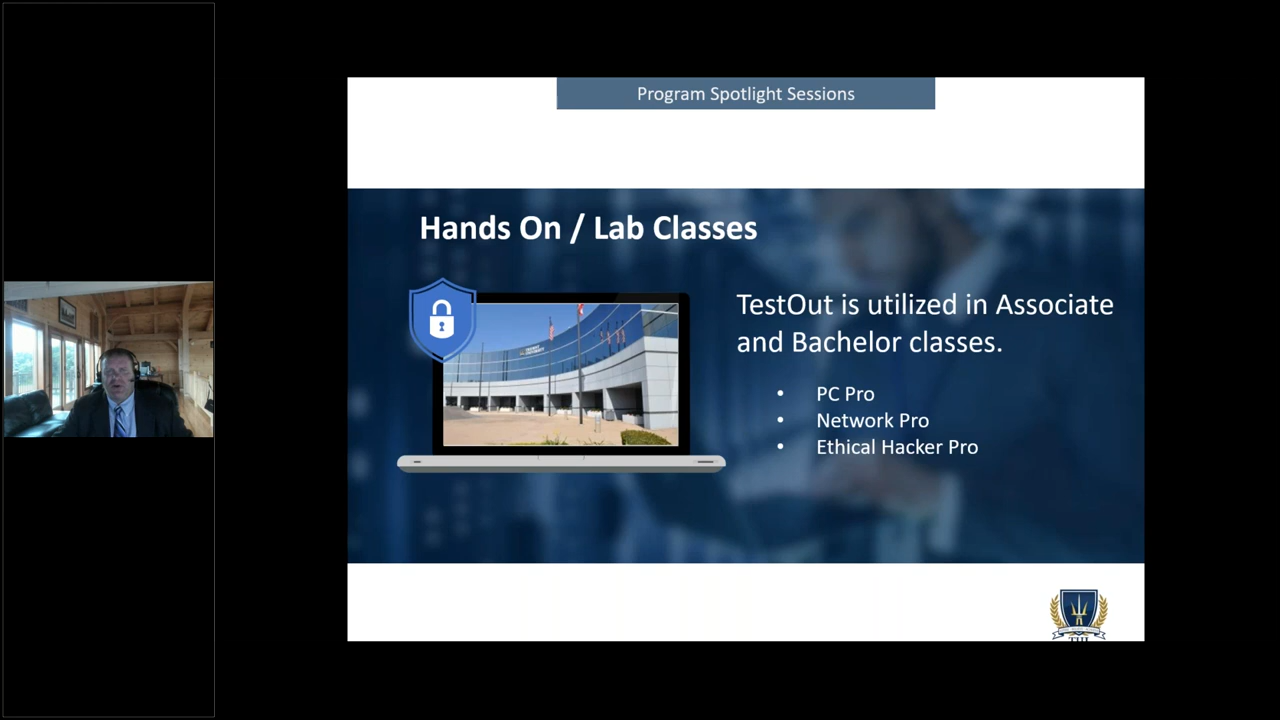 Program Spotlight Sessions
Hands On / Lab Classes
TestOut is utilized in Associate
and Bachelor classes.
• PC Pro
• Network Pro
• Ethical Hacker Pro